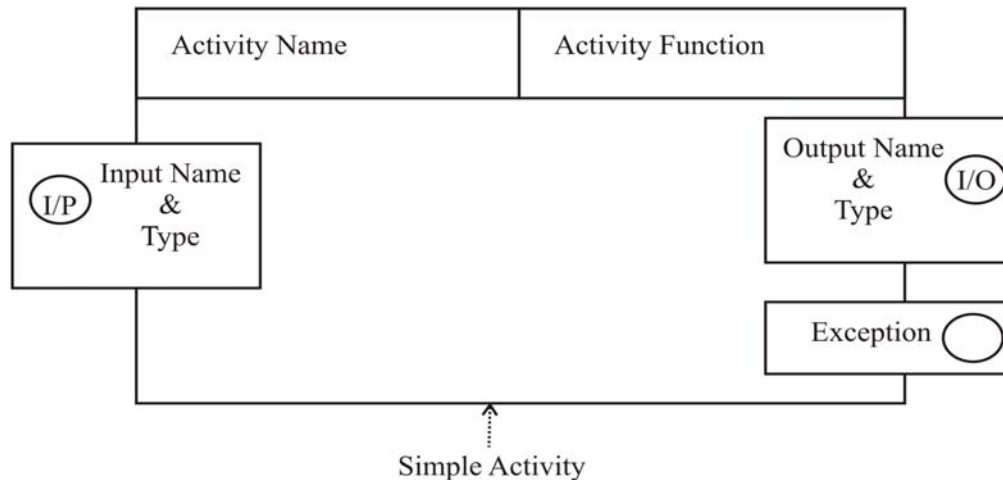 Activity Name
Activity Function
I/P
Input Name
&
Type
Output Name
&
Type
I/O
Exception
Simple Activity